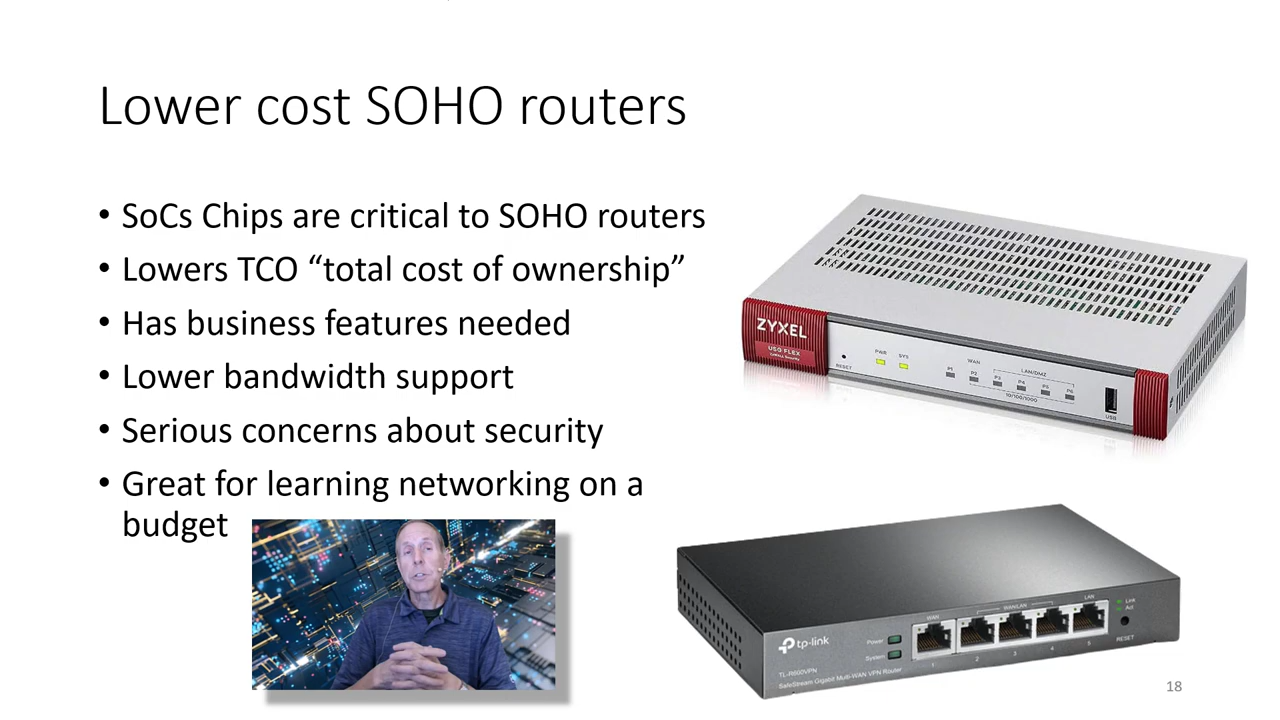 Lower cost SOHO routers
• SoCs Chips are critical to SOHO routers
• Lowers TCO “total cost of ownership”
• Has business features needed
• Lower bandwidth support
• Serious concerns about security
• Great for learning networking on a
budget
ZYXEL
USG FLEX
RESET
PWR SYS
WAN
LAN/DMZ
P1 P2 P3 P4 P5 P6
10/100/1000
USB
tp-link
TL-R600VPN
SafeStream Gigabit Multi-WAN VPN Router
Power
System
WAN
WAN/LAN
LAN
1 2 3 4 5
Link
Act
RESET
18